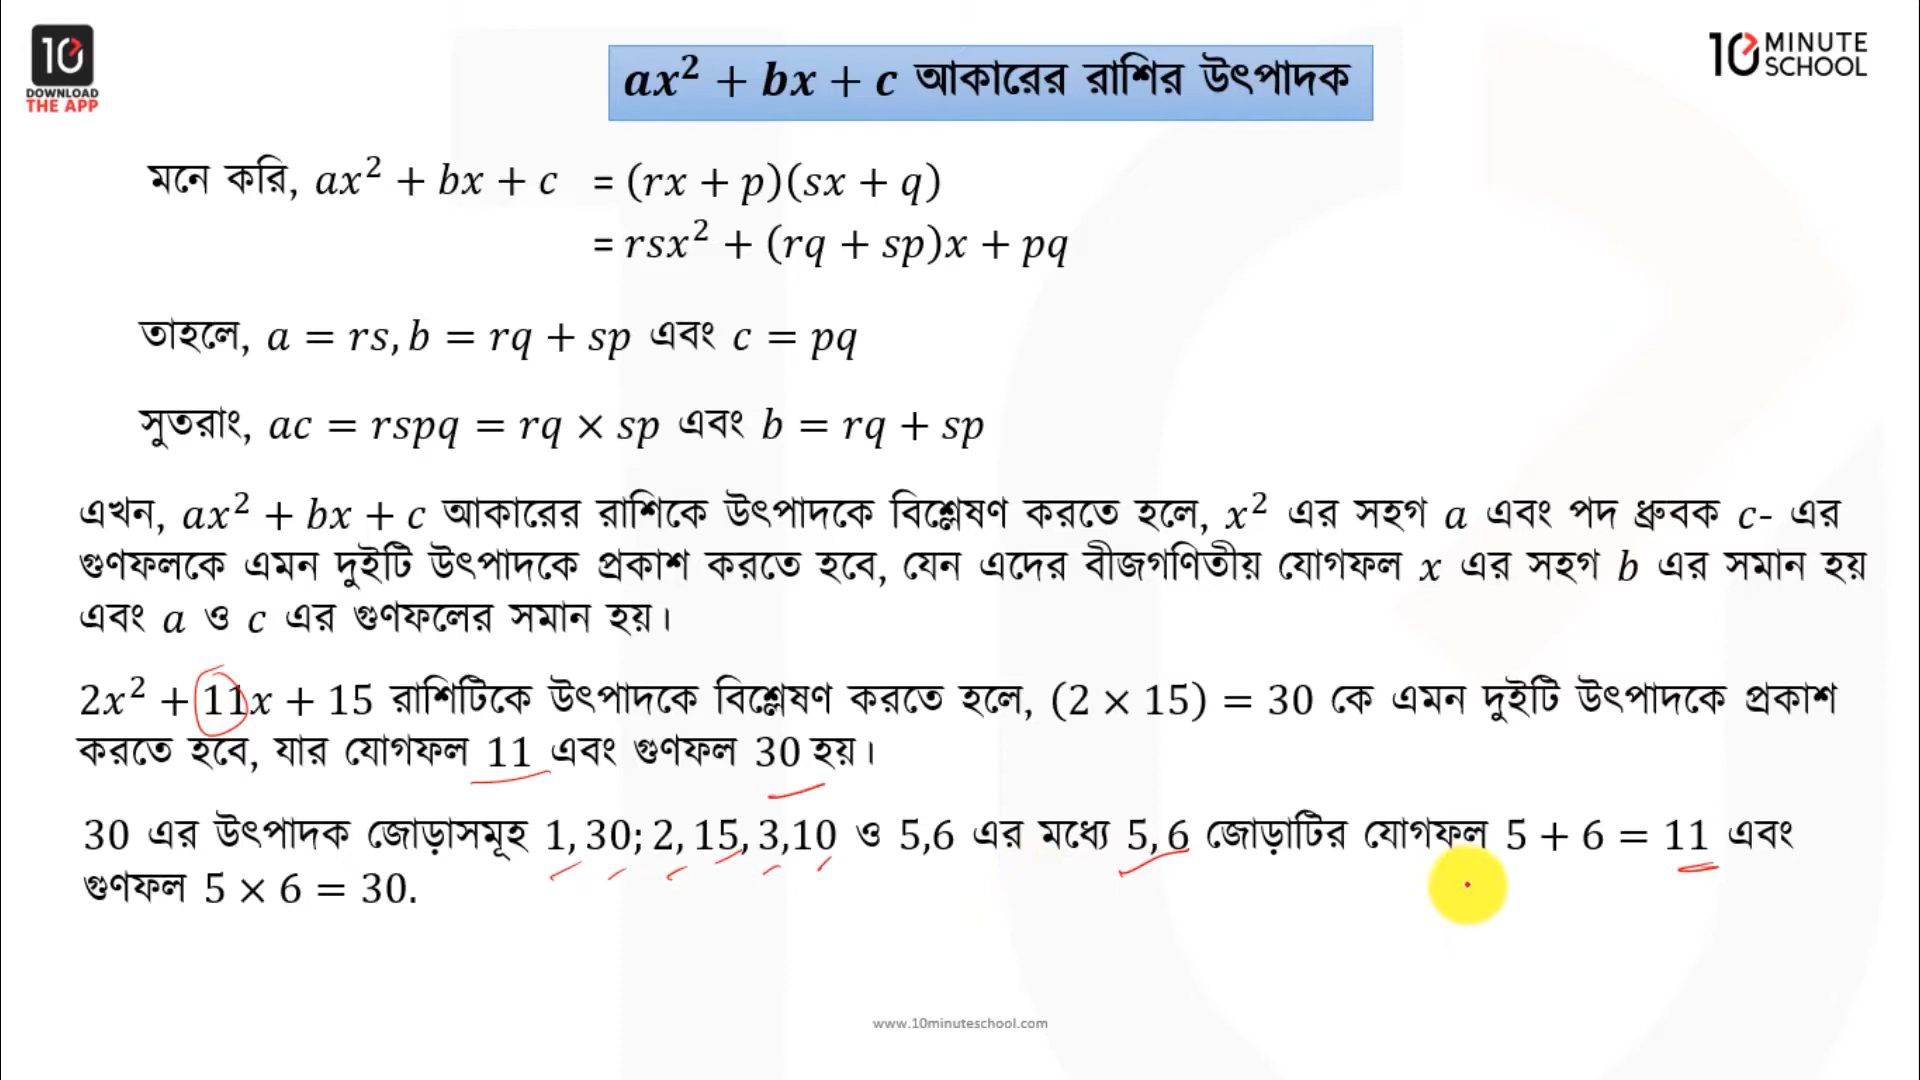 10
DOWNLOAD
THE APP
10 MINUTE
SCHOOL
ax² + bx + c আকারের রাশির উৎপাদক
মনে করি, ax² + bx + c = (rx + p)(sx + q)
= rsx² + (rq + sp)x + pq
তাহলে, a = rs, b = rq + sp এবং c = pq
সুতরাং, ac = rspq = rq × sp এবং b = rq + sp
এখন, ax² + bx + c আকারের রাশিকে উৎপাদকে বিশ্লেষণ করতে হলে, x² এর সহগ a এবং পদ ধ্রুবক c- এর
গুণফলকে এমন দুইটি উৎপাদকে প্রকাশ করতে হবে, যেন এদের বীজগণিতীয় যোগফল x এর সহগ b এর সমান হয়
এবং a ও c এর গুণফলের সমান হয়।
2x² + 11x + 15 রাশিটিকে উৎপাদকে বিশ্লেষণ করতে হলে, (2 × 15) = 30 কে এমন দুইটি উৎপাদকে প্রকাশ
করতে হবে, যার যোগফল 11 এবং গুণফল 30 হয়।
30 এর উৎপাদক জোড়াসমূহ 1, 30; 2, 15, 3,10 ও 5,6 এর মধ্যে 5, 6 জোড়াটির যোগফল 5 + 6 = 11 এবং
গুণফল 5 × 6 = 30.
www.10minuteschool.com